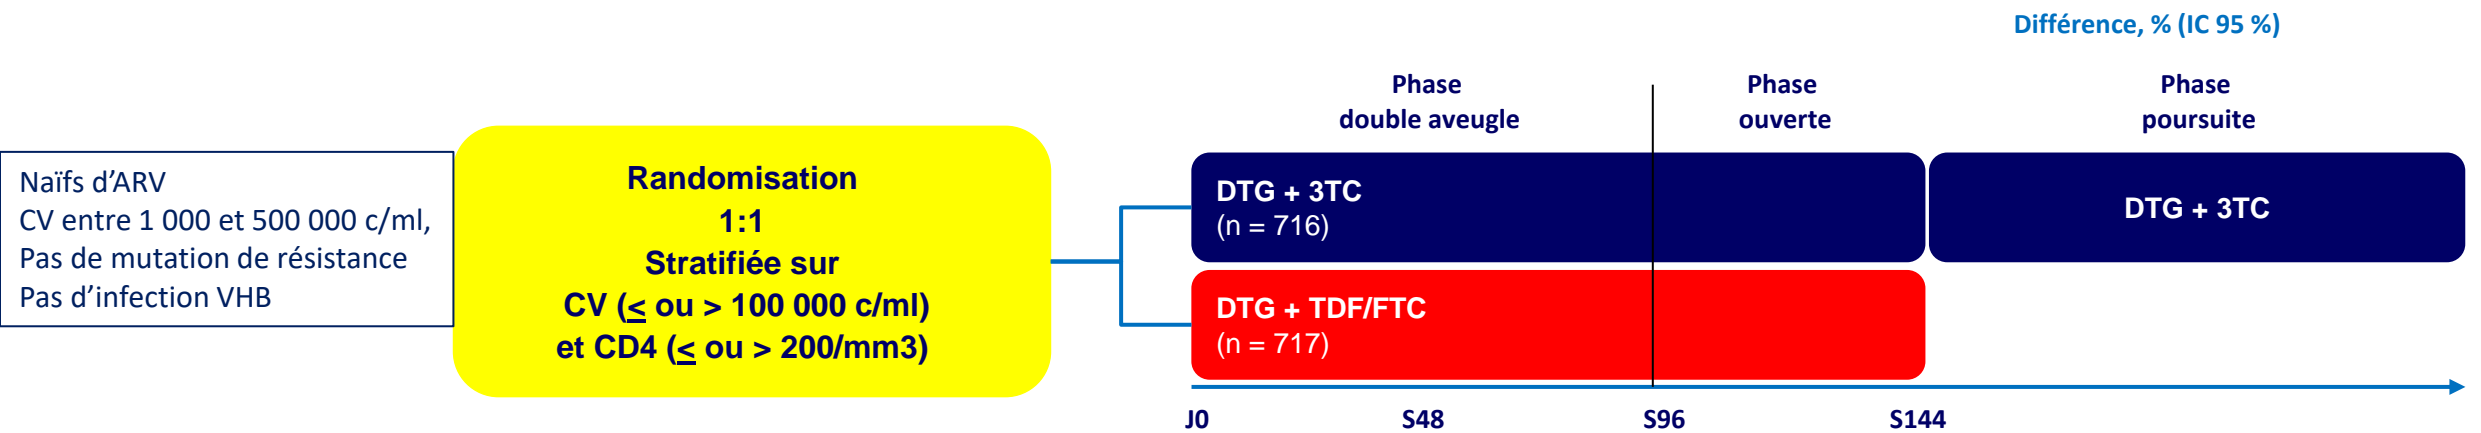 Différence, % (IC 95 %)
Phase
double aveugle
Phase
ouverte
Phase
poursuite
Naïfs d’ARV
CV entre 1 000 et 500 000 c/ml,
Pas de mutation de résistance
Pas d’infection VHB
Randomisation
1:1
Stratifiée sur
CV (≤ ou > 100 000 c/ml)
et CD4 (≤ ou > 200/mm3)
DTG + 3TC
(n = 716)
DTG + 3TC
DTG + TDF/FTC
(n = 717)
J0 S48 S96 S144